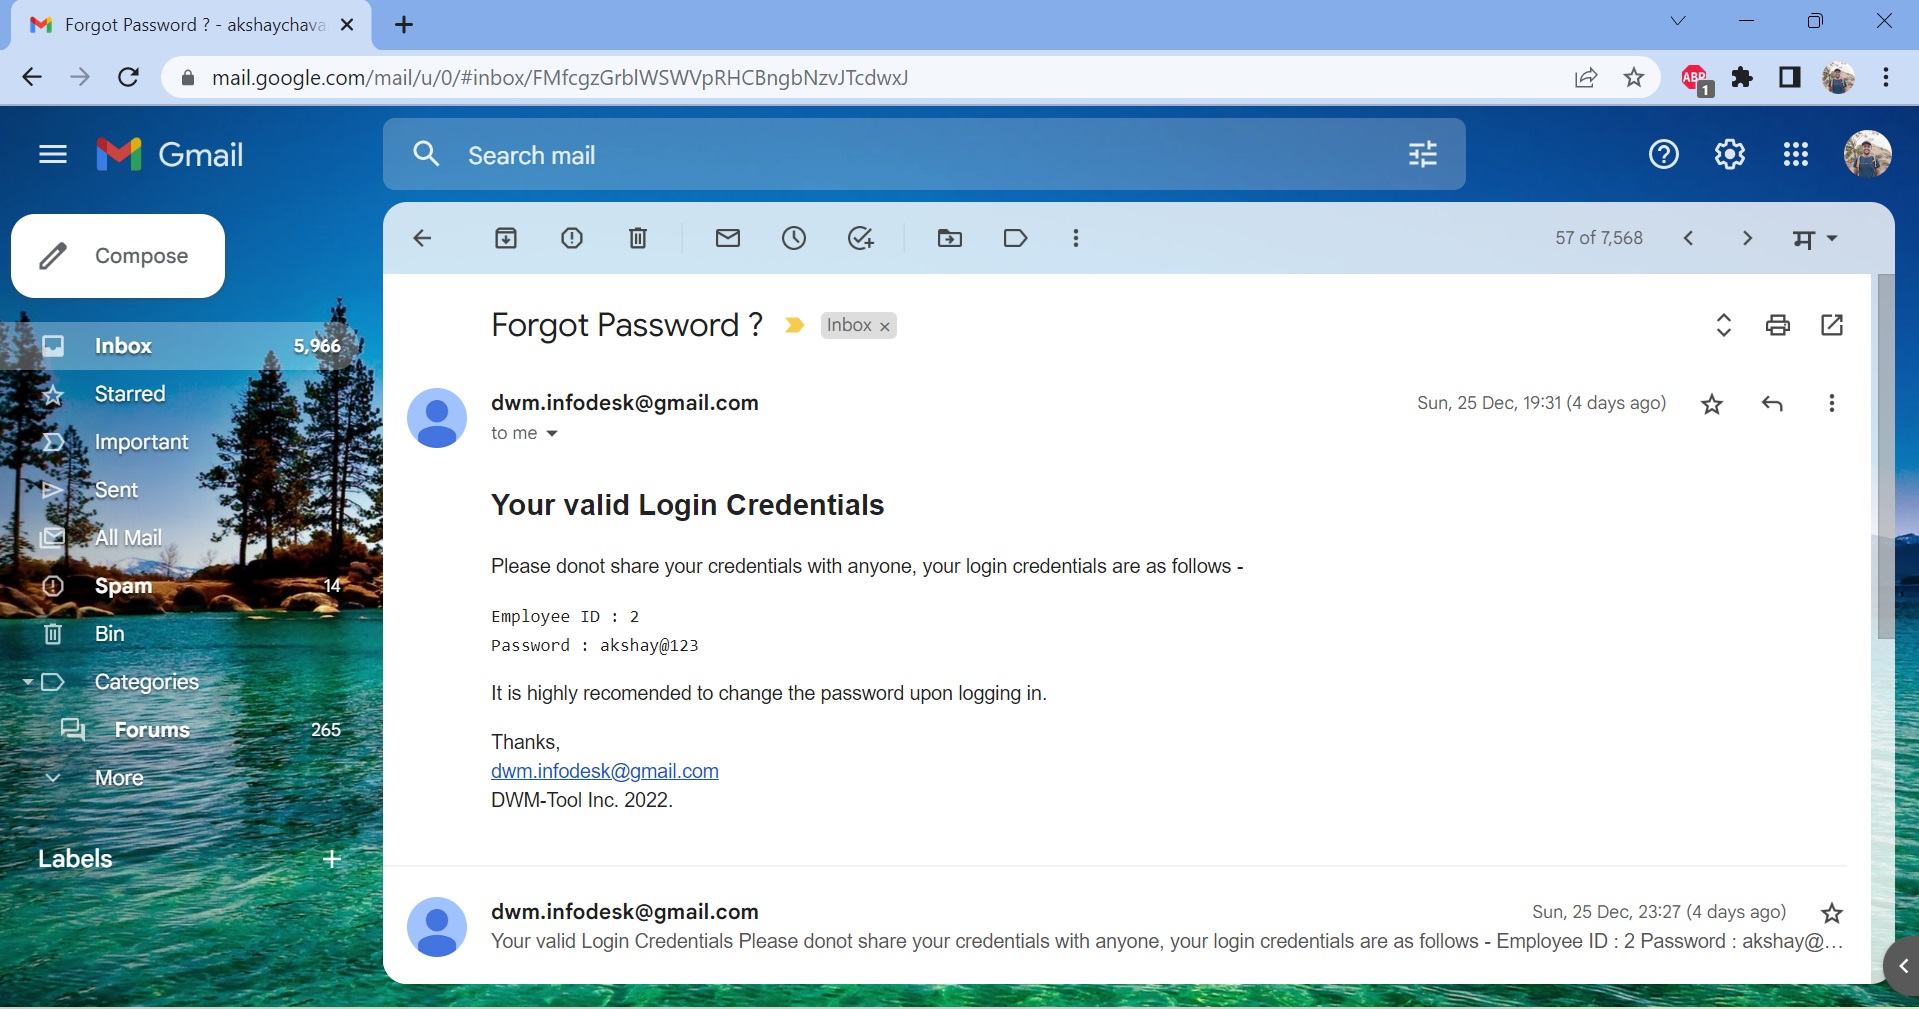 Forgot Password ? - akshaychava
mail.google.com/mail/u/0/#inbox/FMfcgzGrblWSWVpRHCBngbNzvJTcdwxJ
ABP
1
Gmail
Search mail
Compose
57 of 7,568
Inbox 5,966
Starred
Important
Sent
All Mail
Spam 14
Bin
Categories
Forums 265
More
Labels
Forgot Password ? Inbox
dwm.infodesk@gmail.com Sun, 25 Dec, 19:31 (4 days ago)
to me
Your valid Login Credentials
Please donot share your credentials with anyone, your login credentials are as follows -
Employee ID : 2
Password : akshay@123
It is highly recomended to change the password upon logging in.
Thanks,
dwm.infodesk@gmail.com
DWM-Tool Inc. 2022.
dwm.infodesk@gmail.com Sun, 25 Dec, 23:27 (4 days ago)
Your valid Login Credentials Please donot share your credentials with anyone, your login credentials are as follows - Employee ID : 2 Password : akshay@...